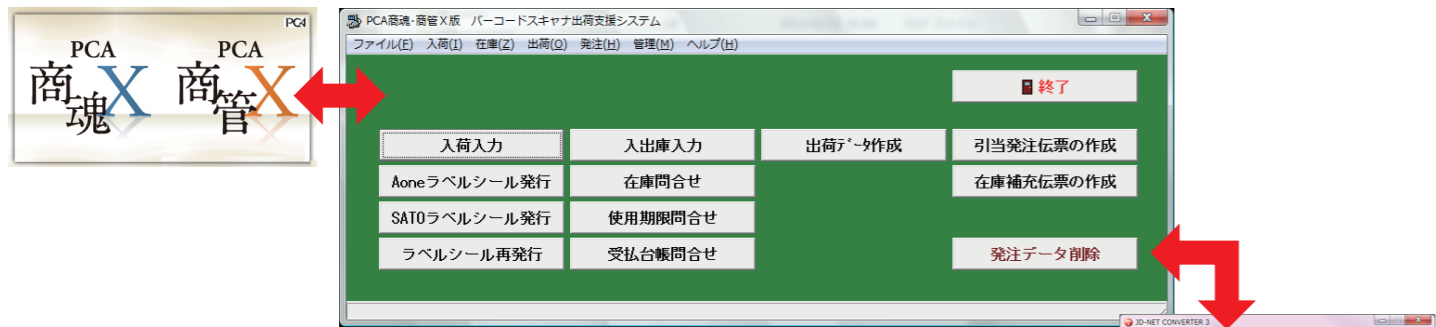 PCA
PCA
商魂X
PCA
商管X
PCA商魂・商管X版 バーコードスキャナ出荷支援システム
ファイル(F) 入荷(I) 在庫(Z) 出荷(O) 発注(H) 管理(M) ヘルプ(H)
終了
入荷入力 入出庫入力 出荷ﾃﾞｰﾀ作成 引当発注伝票の作成
Aoneラベルシール発行 在庫問合せ 在庫補充伝票の作成
SATOラベルシール発行 使用期限問合せ
ラベルシール再発行 受払台帳問合せ 発注データ削除
JD-NET CONVERTER 3